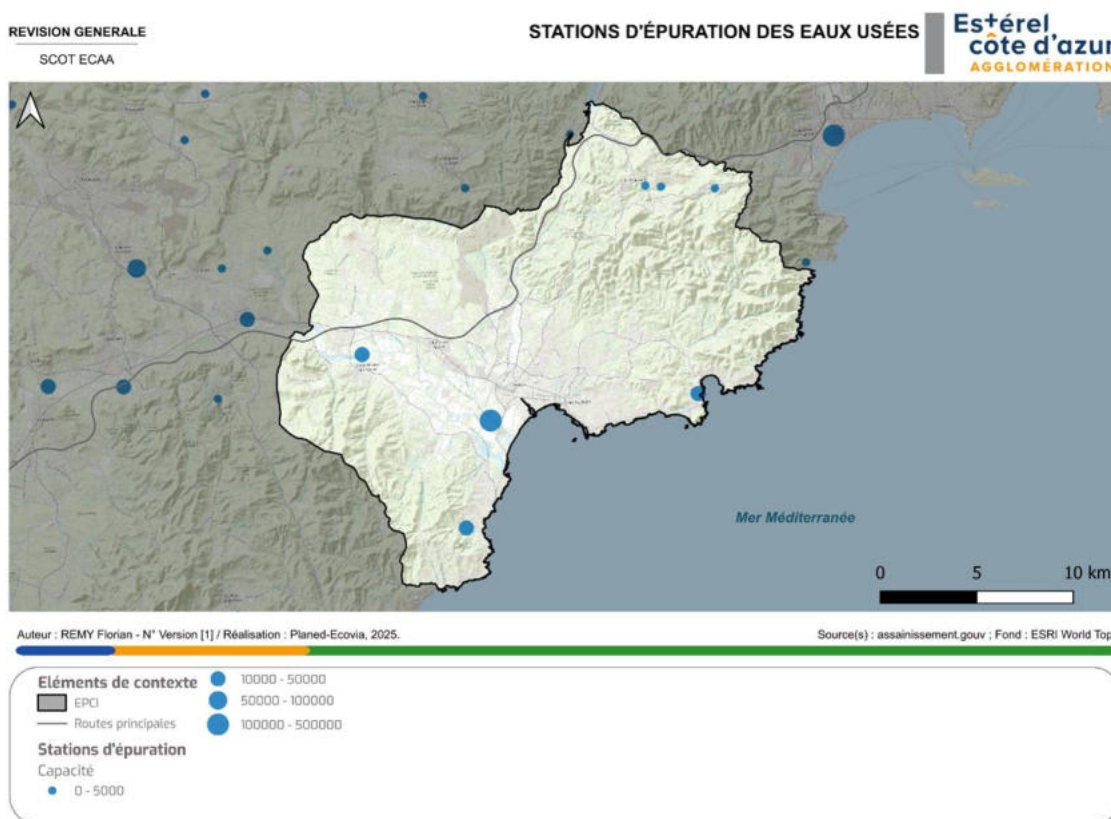 REVISION GENERALE
SCOT ECAA
STATIONS D'ÉPURATION DES EAUX USÉES
Estérel
côte d'azur
AGGLOMÉRATION
Mer Méditerranée
0 5 10 km
Auteur : REMY Florian - N° Version [1] / Réalisation : Planed-Ecovia, 2025.
Source(s) : assainissement.gouv ; Fond : ESRI World Top
Eléments de contexte
EPCI
Routes principales
Stations d'épuration
Capacité
0 - 5000
10000 - 50000
50000 - 100000
100000 - 500000